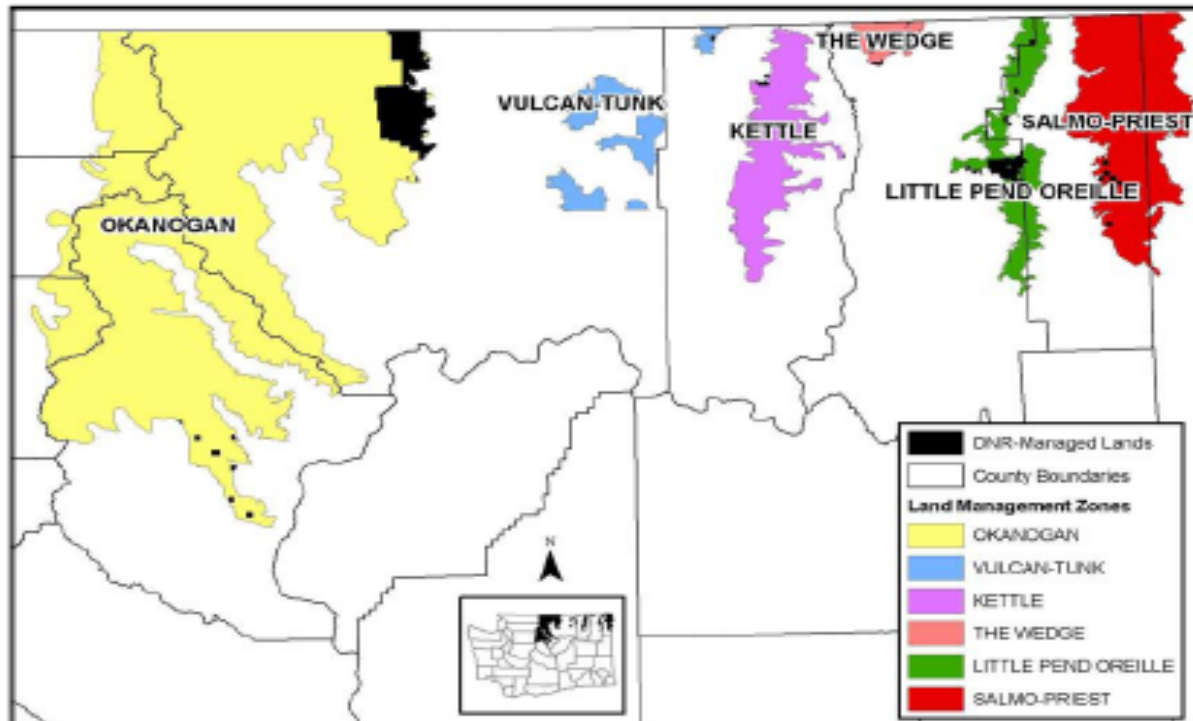 THE WEDGE
VULCAN-TUNK
KETTLE
SALMO-PRIEST
LITTLE PEND OREILLE
OKANOGAN
DNR-Managed Lands
County Boundaries
Land Management Zones
OKANOGAN
VULCAN-TUNK
KETTLE
THE WEDGE
LITTLE PEND OREILLE
SALMO-PRIEST
N